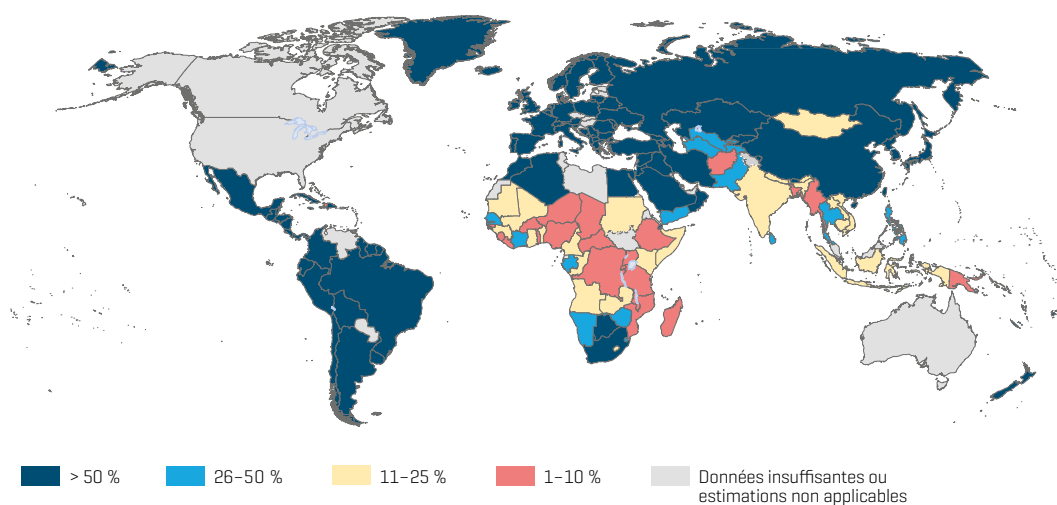 > 50 %
26–50 %
11–25 %
1–10 %
Données insuffisantes ou
estimations non applicables